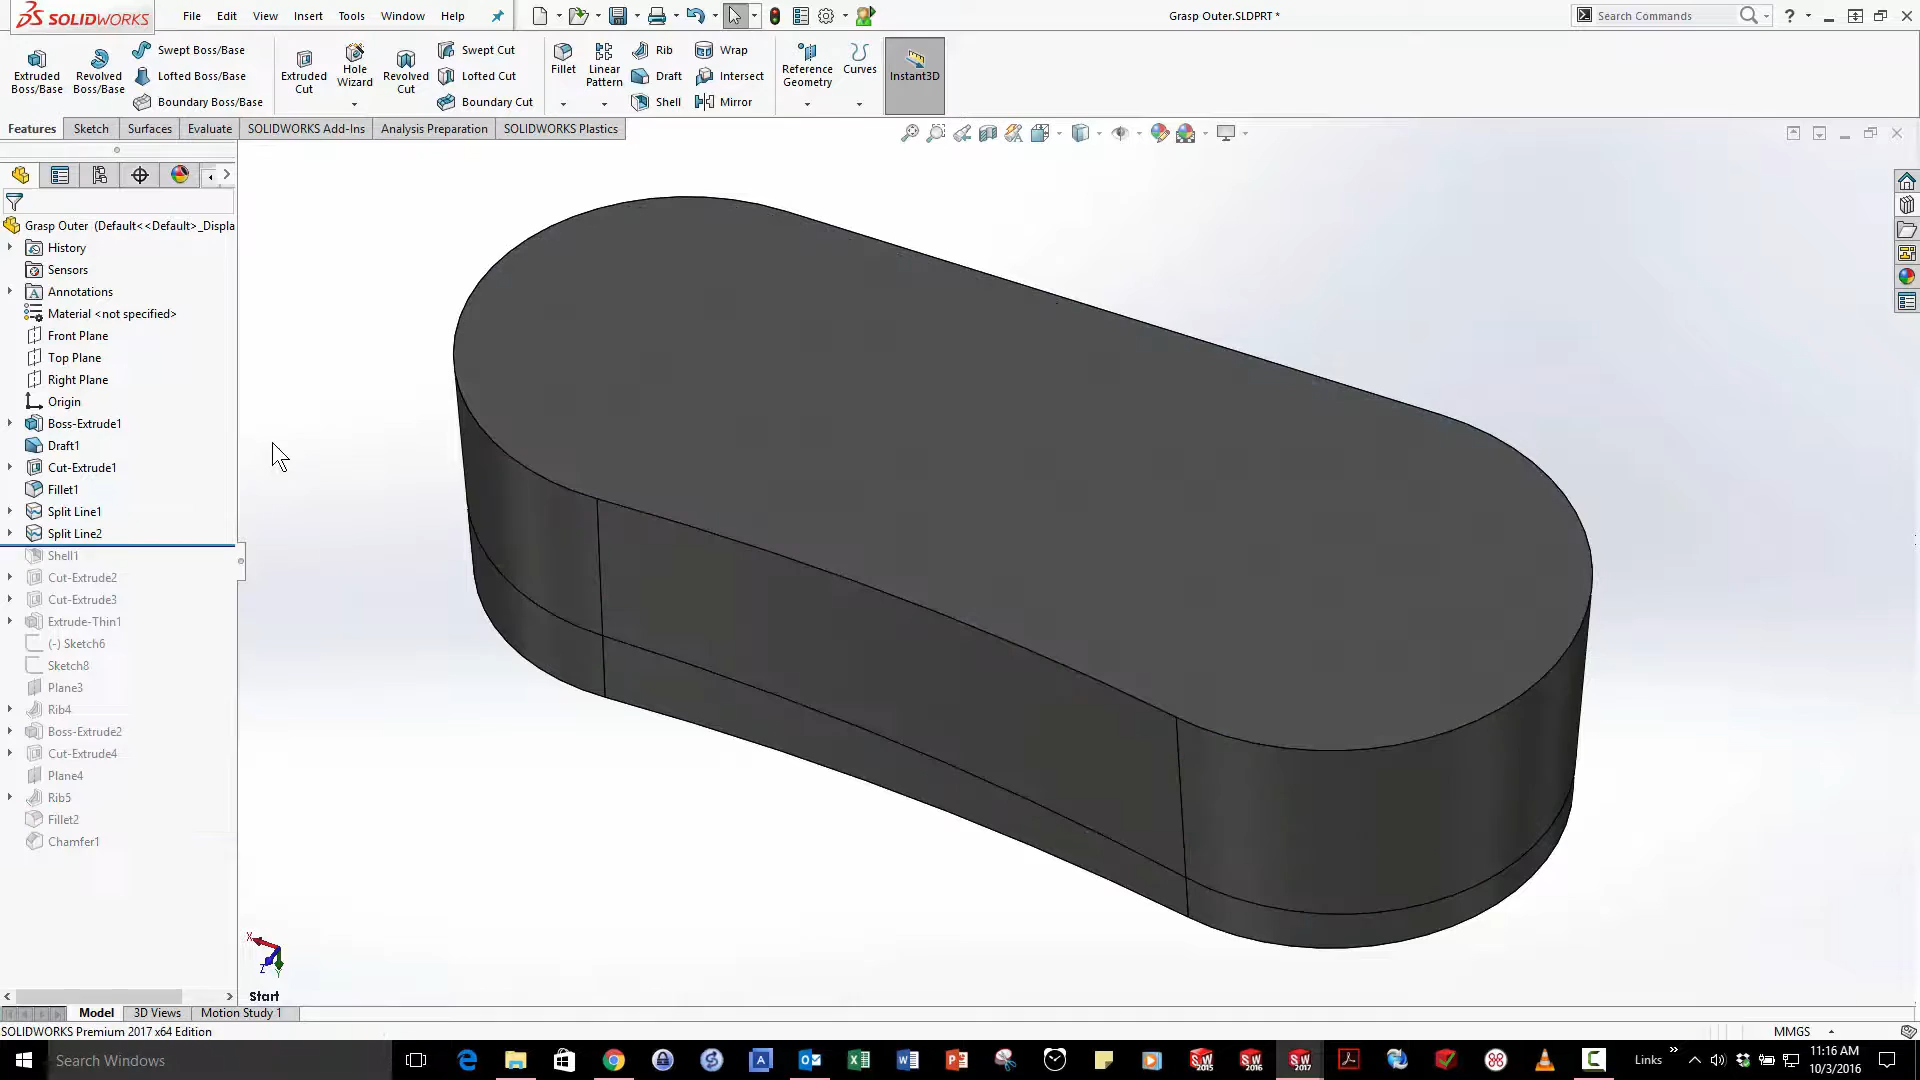 SOLIDWORKS File Edit View Insert Tools Window Help Grasp Outer.SLDPRT * Search Commands
Extruded Boss/Base
Revolved Boss/Base
Swept Boss/Base
Lofted Boss/Base
Boundary Boss/Base
Extruded Cut
Hole Wizard
Revolved Cut
Swept Cut
Lofted Cut
Boundary Cut
Fillet
Linear Pattern
Rib
Draft
Shell
Wrap
Intersect
Mirror
Reference Geometry
Curves
Instant3D
Features Sketch Surfaces Evaluate SOLIDWORKS Add-Ins Analysis Preparation SOLIDWORKS Plastics
Grasp Outer (Default<<Default>_Displa
History
Sensors
Annotations
Material <not specified>
Front Plane
Top Plane
Right Plane
Origin
Boss-Extrude1
Draft1
Cut-Extrude1
Fillet1
Split Line1
Split Line2
Shell1
Cut-Extrude2
Cut-Extrude3
Extrude-Thin1
(-) Sketch6
Sketch8
Plane3
Rib4
Boss-Extrude2
Cut-Extrude4
Plane4
Rib5
Fillet2
Chamfer1
X
Z
Y
Start
Model 3D Views Motion Study 1
SOLIDWORKS Premium 2017 x64 Edition MMGS
Search Windows Links 11:16 AM
10/3/2016